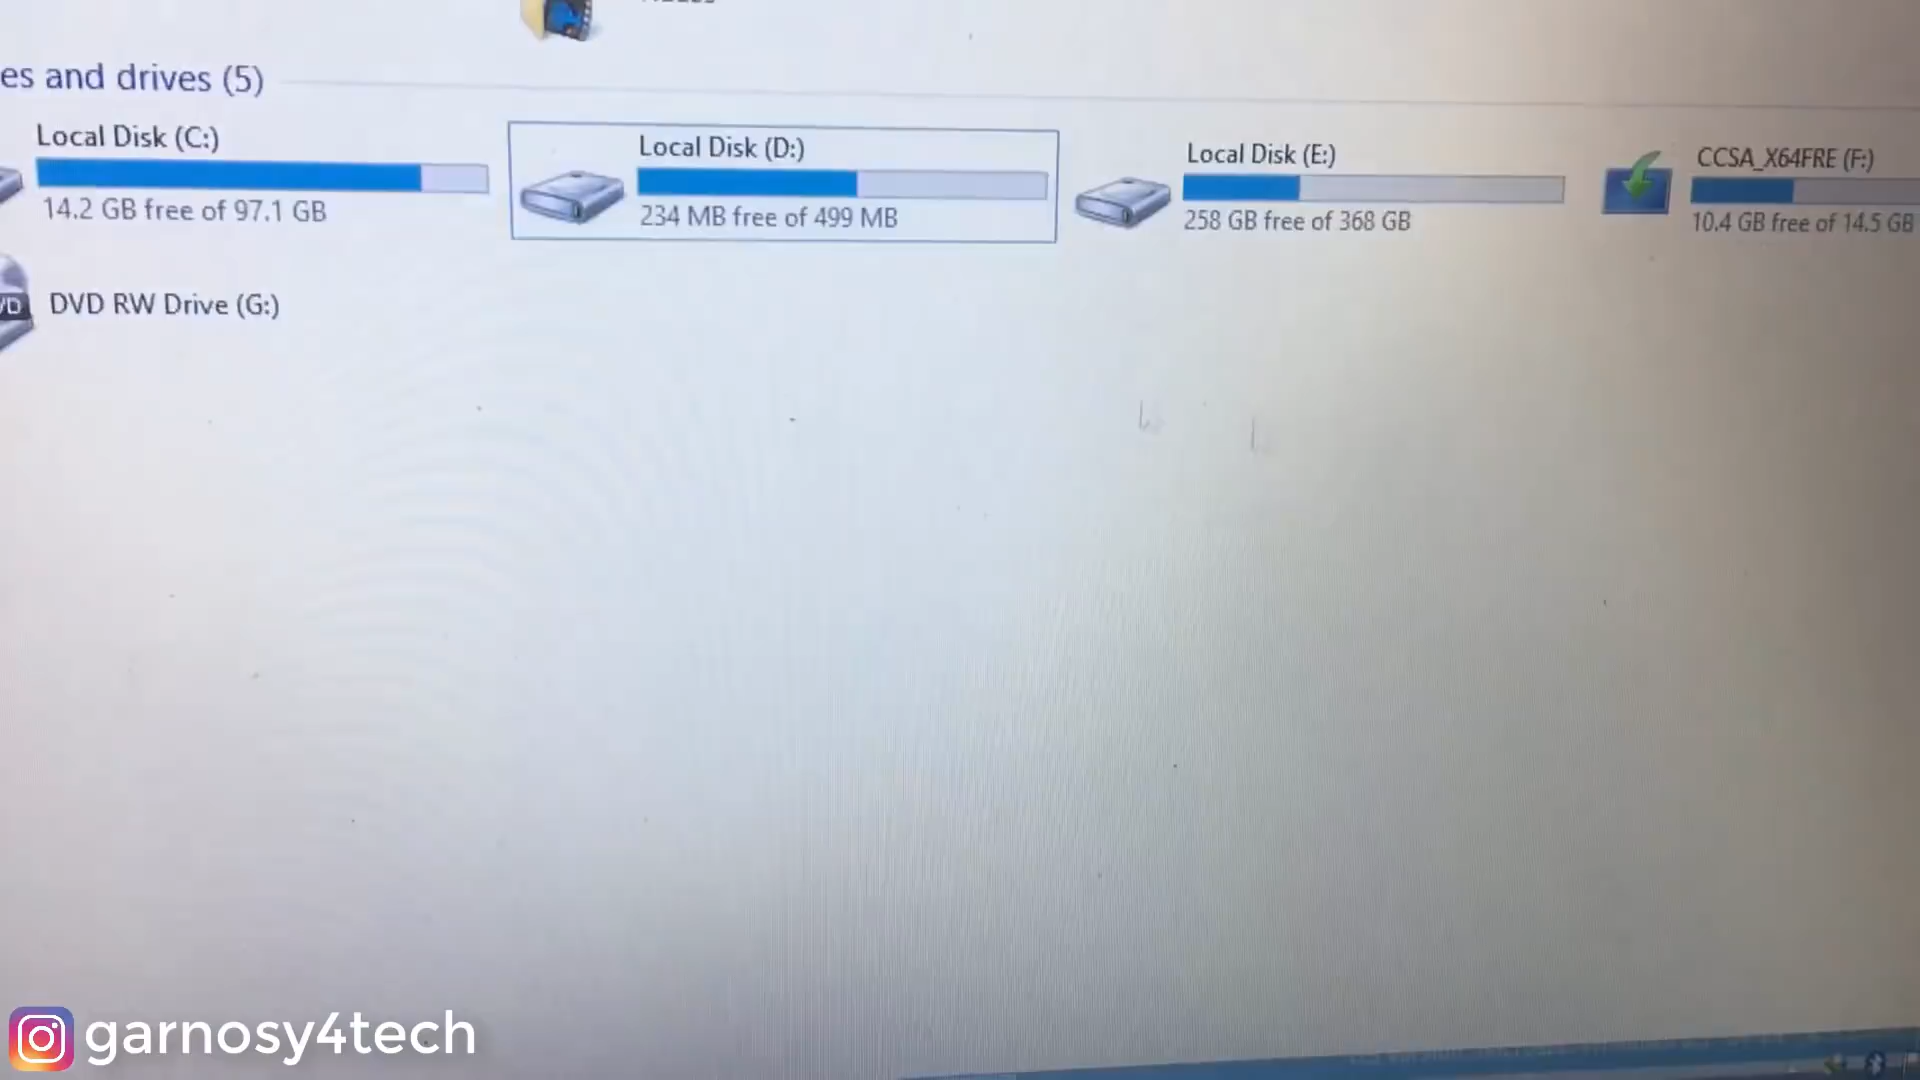 es and drives (5)
Local Disk (C:)
14.2 GB free of 97.1 GB
Local Disk (D:)
234 MB free of 499 MB
Local Disk (E:)
258 GB free of 368 GB
CCSA_X64FRE (F:)
10.4 GB free of 14.5 GB
DVD RW Drive (G:)
garnosy4tech